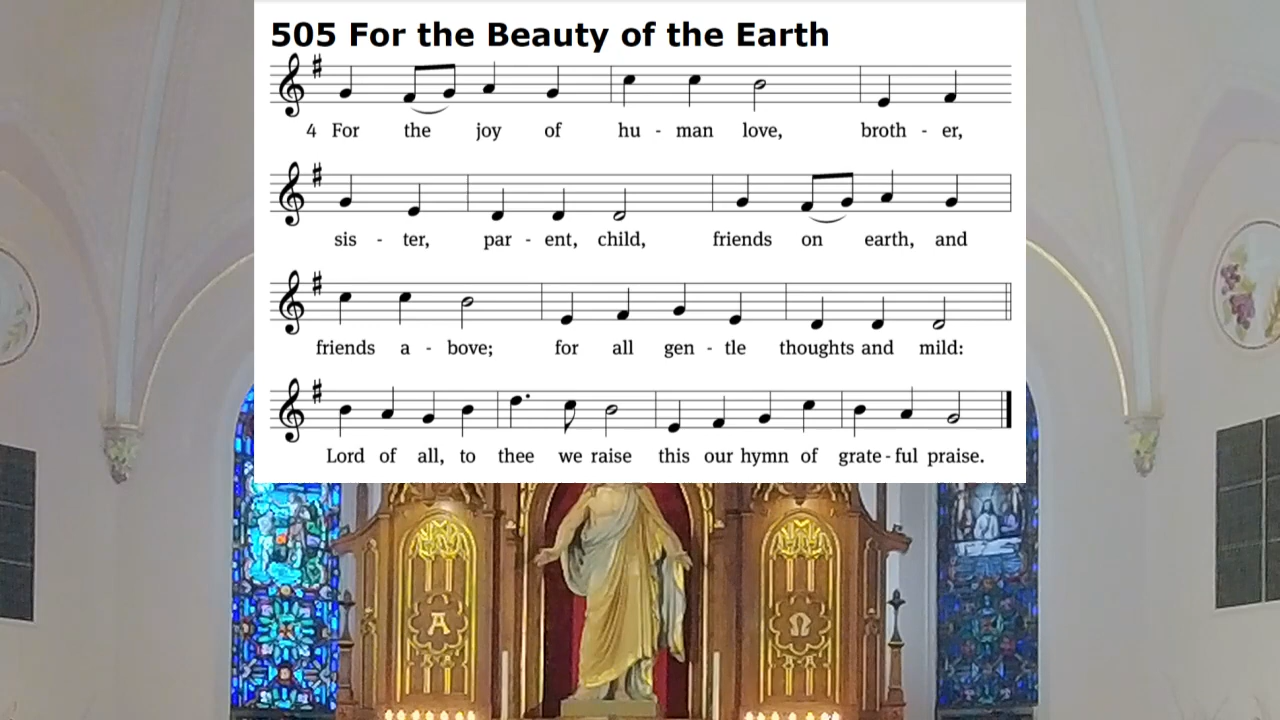 505 For the Beauty of the Earth
4 For the joy of hu - man love, broth - er,
sis - ter, par - ent, child, friends on earth, and
friends a - bove; for all gen - tle thoughts and mild:
Lord of all, to thee we raise this our hymn of grate - ful praise.
Α Ω